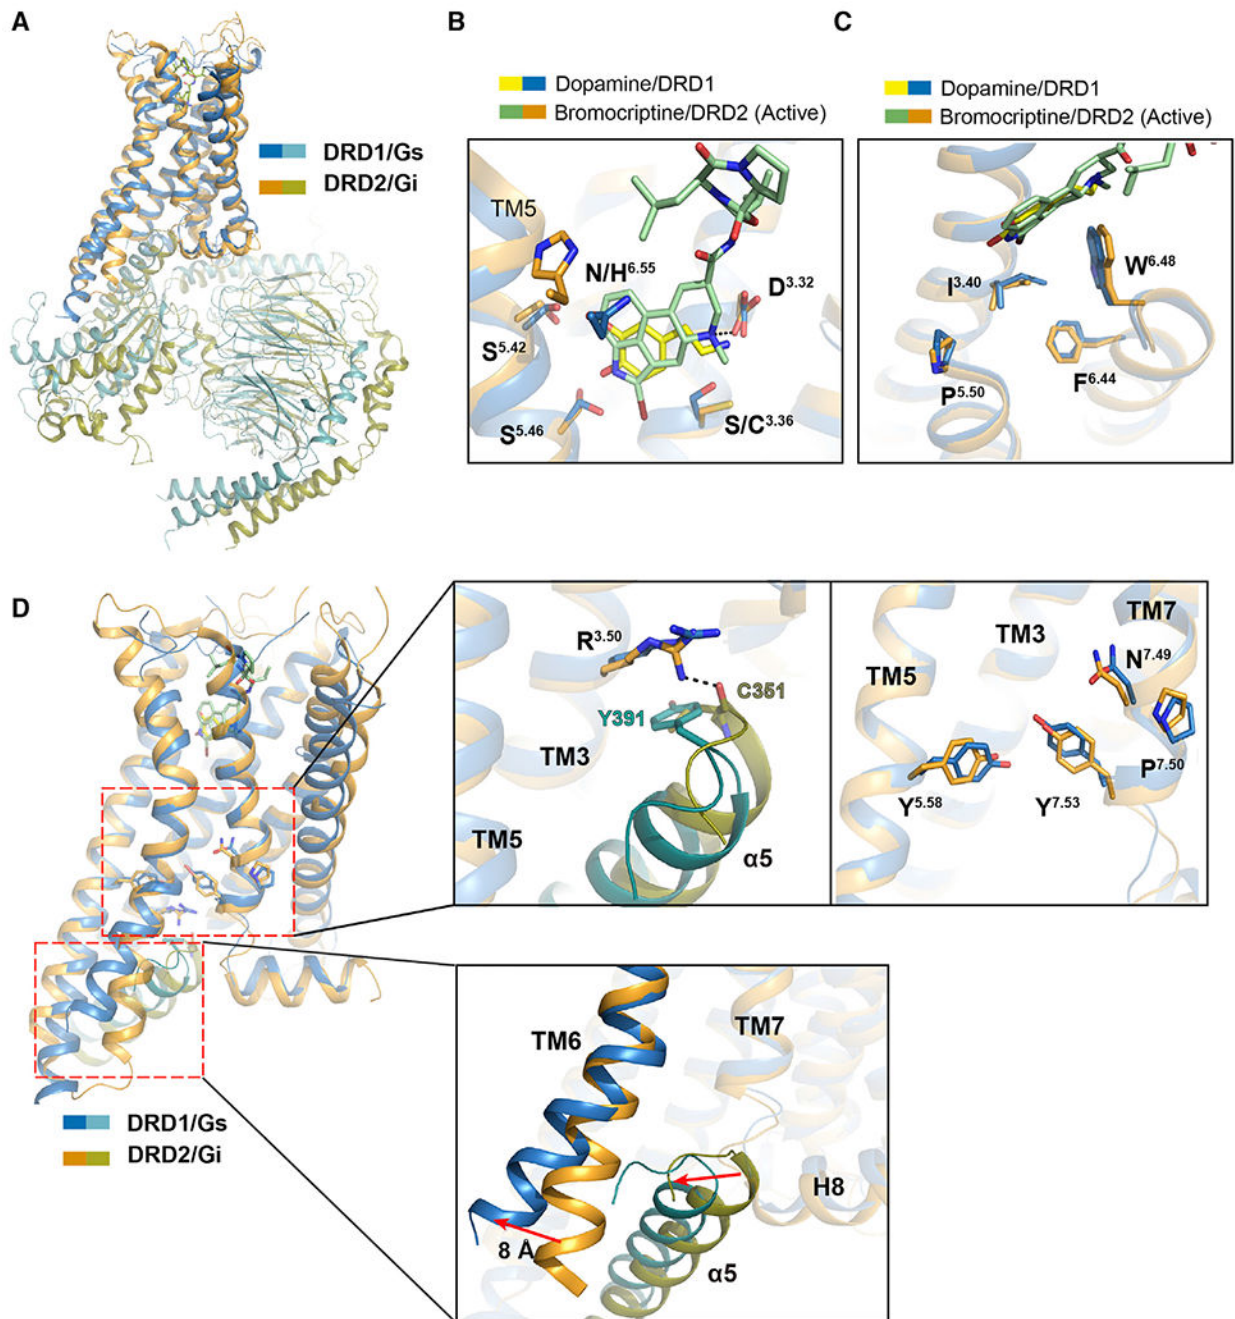 A
DRD1/Gs
DRD2/Gi
B
Dopamine/DRD1
Bromocriptine/DRD2 (Active)
TM5
N/H6.55
D3.32
S5.42
S5.46
S/C3.36
C
Dopamine/DRD1
Bromocriptine/DRD2 (Active)
I3.40
W6.48
P5.50
F6.44
D
DRD1/Gs
DRD2/Gi
R3.50
C351
Y391
TM3
TM5
α5
TM7
TM3
N7.49
TM5
P7.50
Y5.58
Y7.53
TM6
TM7
H8
8 Å
α5